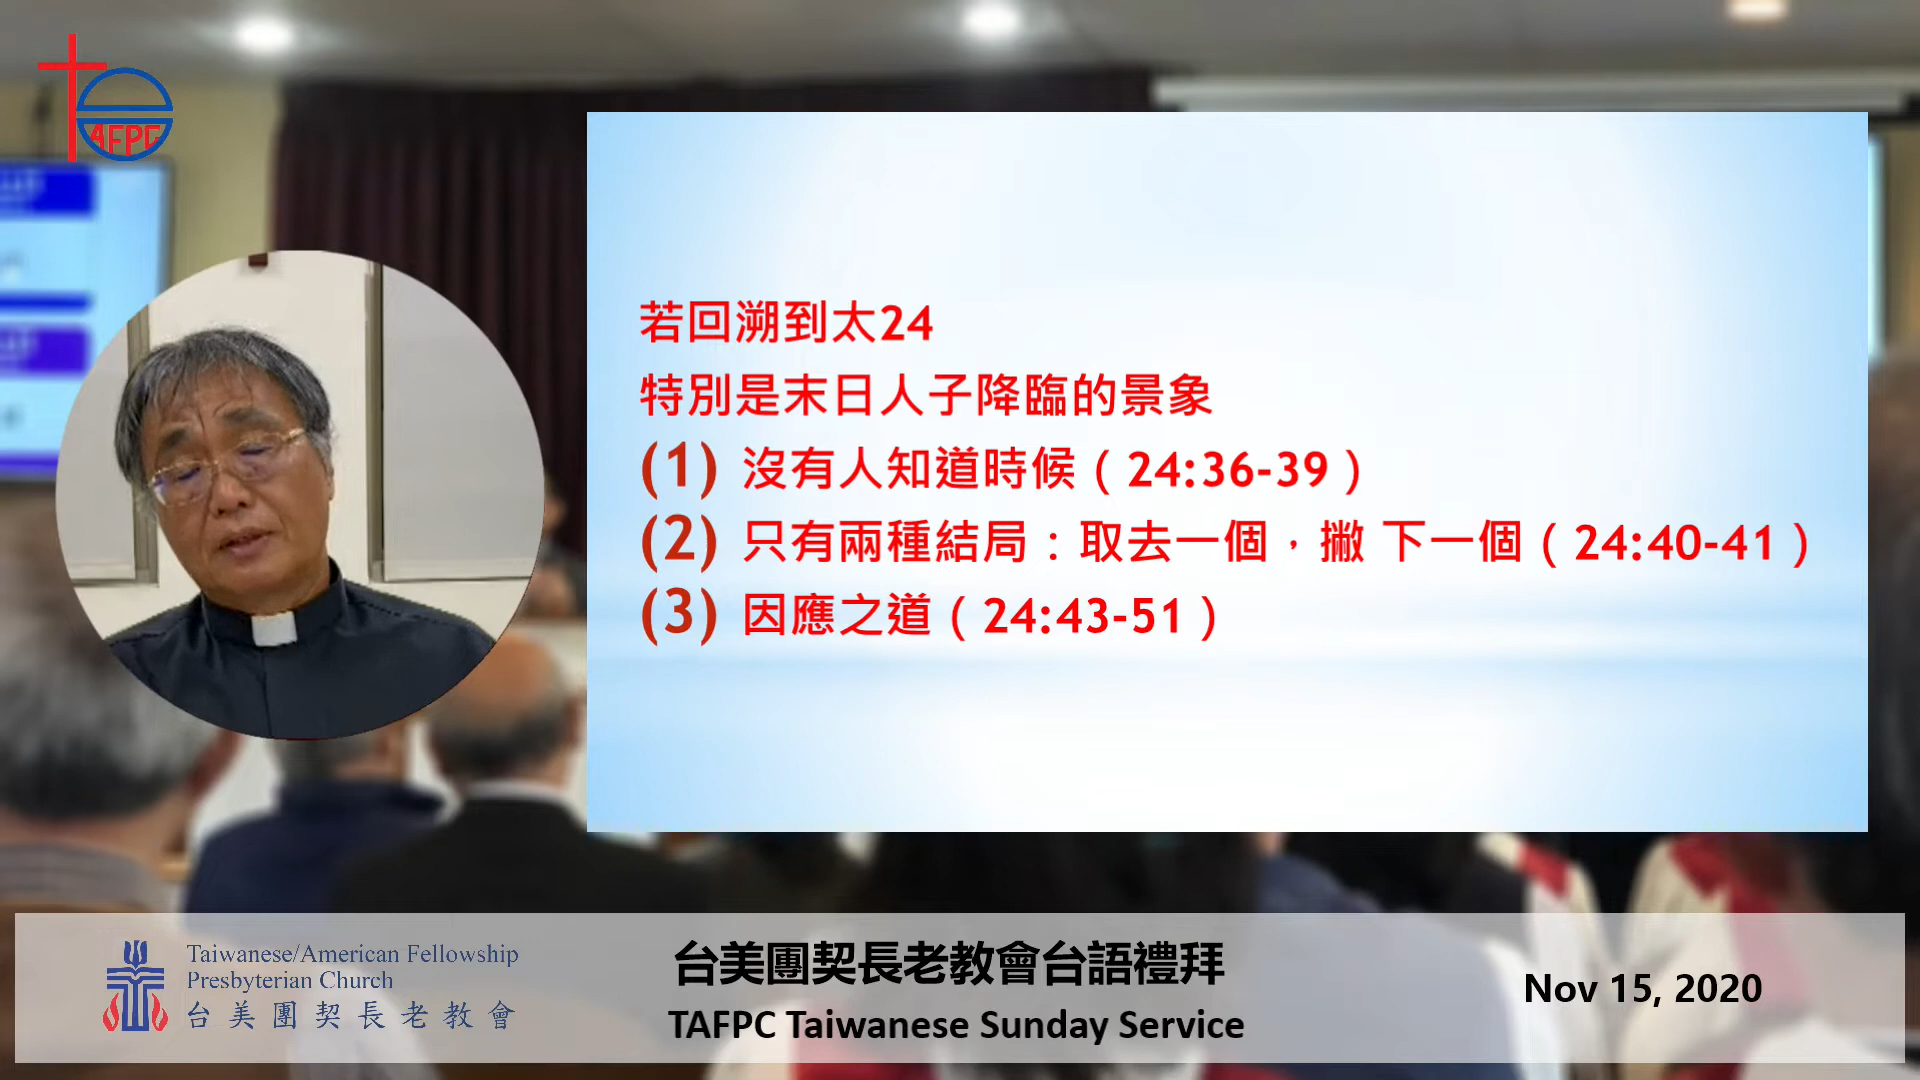 AFPC
若回溯到太24
特別是末日人子降臨的景象
(1) 沒有人知道時候（24:36-39）
(2) 只有兩種結局：取去一個，撇 下一個（24:40-41）
(3) 因應之道（24:43-51）
Taiwanese/American Fellowship
Presbyterian Church
台美團契長老教會
台美團契長老教會台語禮拜
TAFPC Taiwanese Sunday Service
Nov 15, 2020